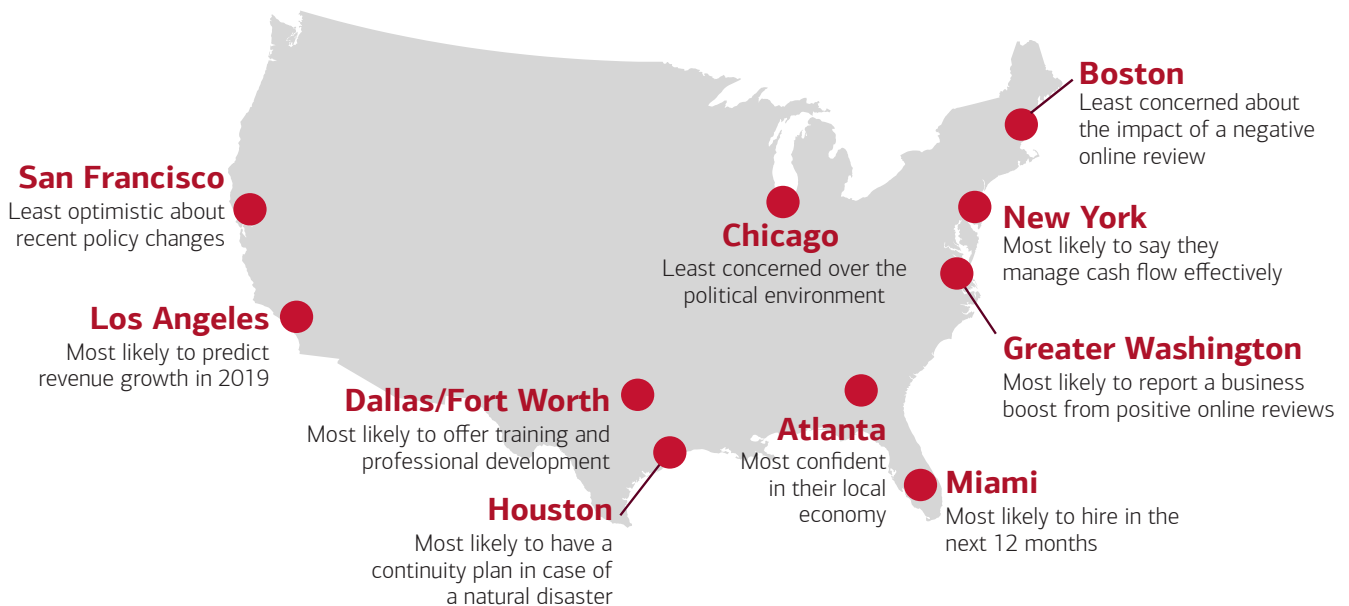 Boston
Least concerned about
the impact of a negative
online review
San Francisco
Least optimistic about
recent policy changes
New York
Most likely to say they
manage cash flow effectively
Chicago
Least concerned over the
political environment
Los Angeles
Most likely to predict
revenue growth in 2019
Greater Washington
Most likely to report a business
boost from positive online reviews
Dallas/Fort Worth
Most likely to offer training and
professional development
Atlanta
Most confident
in their local
economy
Miami
Most likely to hire in the
next 12 months
Houston
Most likely to have a
continuity plan in case of
a natural disaster